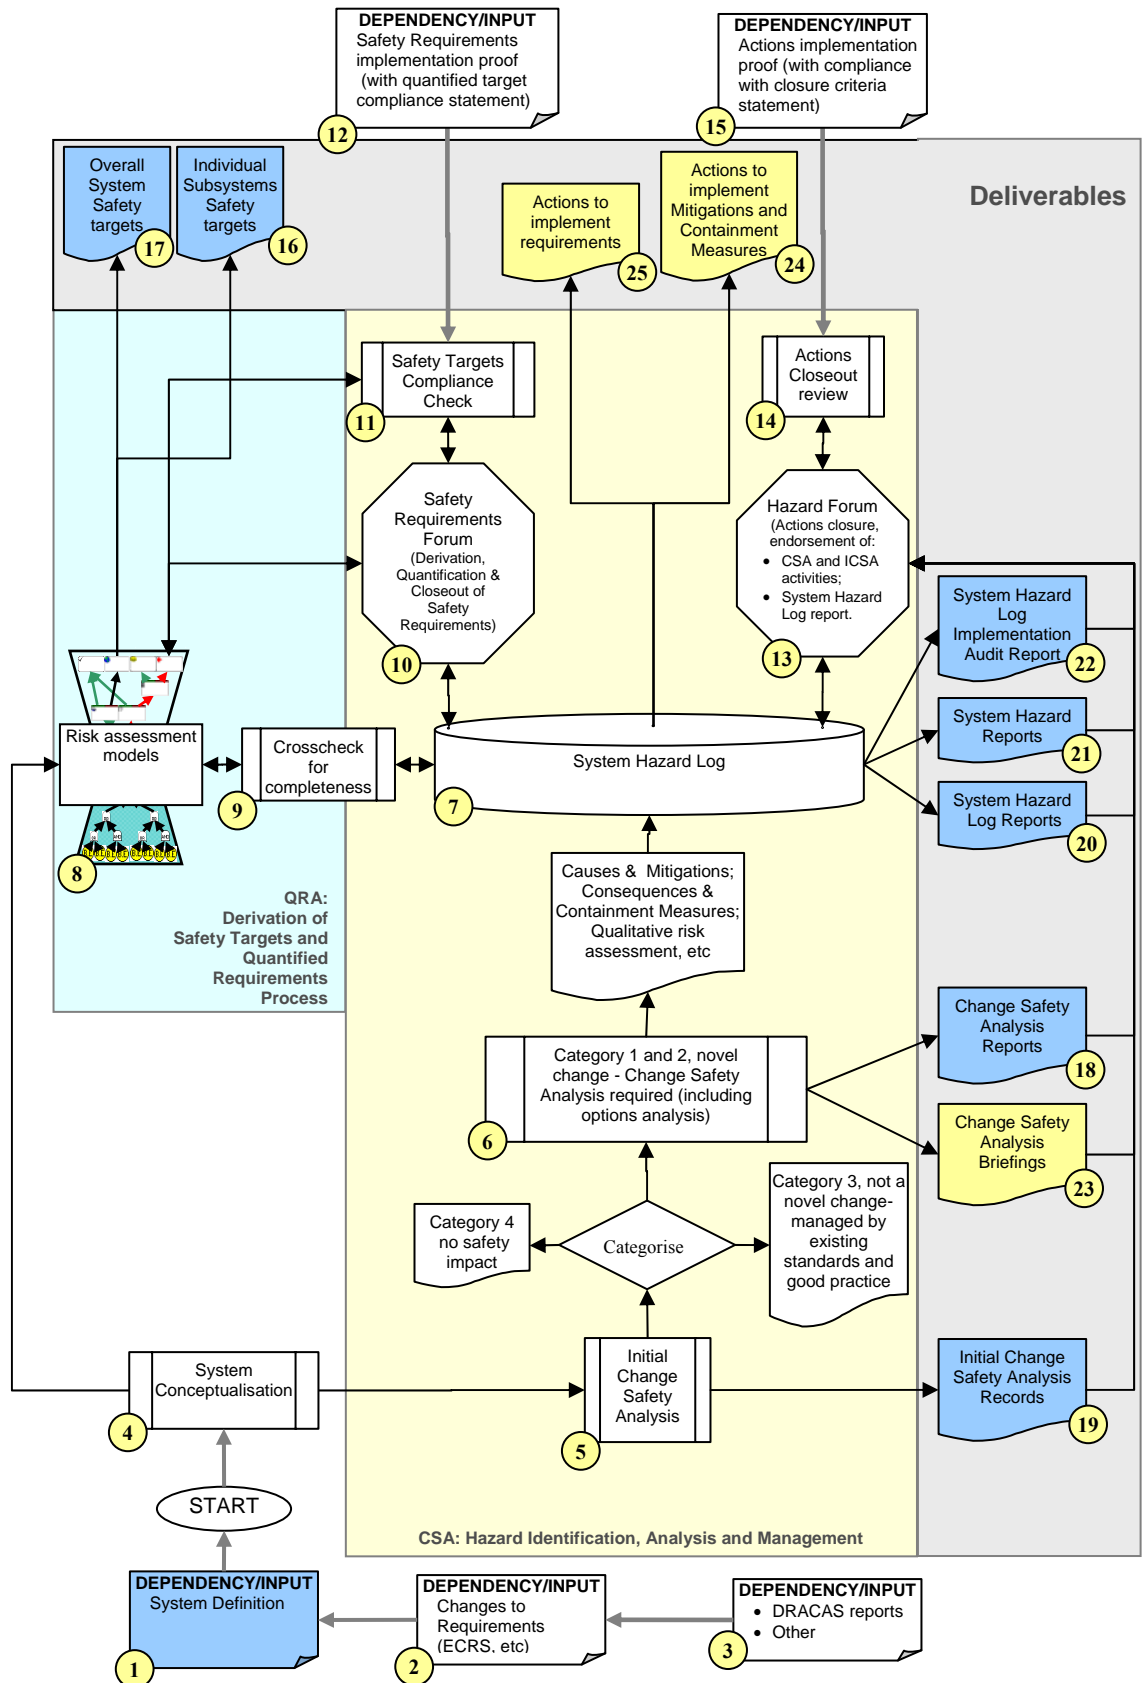 DEPENDENCY/INPUT
Safety Requirements
implementation proof
(with quantified target
compliance statement)
12
DEPENDENCY/INPUT
Actions implementation
proof (with compliance
with closure criteria
statement)
15
Overall
System
Safety
targets
17
Individual
Subsystems
Safety
targets
16
Actions to
implement
requirements
25
Actions to
implement
Mitigations and
Containment
Measures
24
Deliverables
Safety Targets
Compliance
Check
11
Actions
Closeout
review
14
Safety
Requirements
Forum
(Derivation,
Quantification &
Closeout of
Safety
Requirements)
10
Hazard Forum
(Actions closure,
endorsement of:
• CSA and ICSA
activities;
• System Hazard
Log report.
13
System Hazard
Log
Implementation
Audit Report
22
System Hazard
Reports
21
System Hazard
Log Reports
20
Risk assessment
models
8
Crosscheck
for
completeness
9
System Hazard Log
7
QRA:
Derivation of
Safety Targets and
Quantified
Requirements
Process
Causes & Mitigations;
Consequences &
Containment Measures;
Qualitative risk
assessment, etc
Category 1 and 2, novel
change - Change Safety
Analysis required (including
options analysis)
6
Change Safety
Analysis
Reports
18
Change Safety
Analysis
Briefings
23
Category 4
no safety
impact
Categorise
Category 3, not a
novel change-
managed by
existing
standards and
good practice
System
Conceptualisation
4
Initial
Change
Safety
Analysis
5
Initial Change
Safety Analysis
Records
19
START
CSA: Hazard Identification, Analysis and Management
DEPENDENCY/INPUT
System Definition
1
DEPENDENCY/INPUT
Changes to
Requirements
(ECRS, etc)
2
DEPENDENCY/INPUT
• DRACAS reports
• Other
3